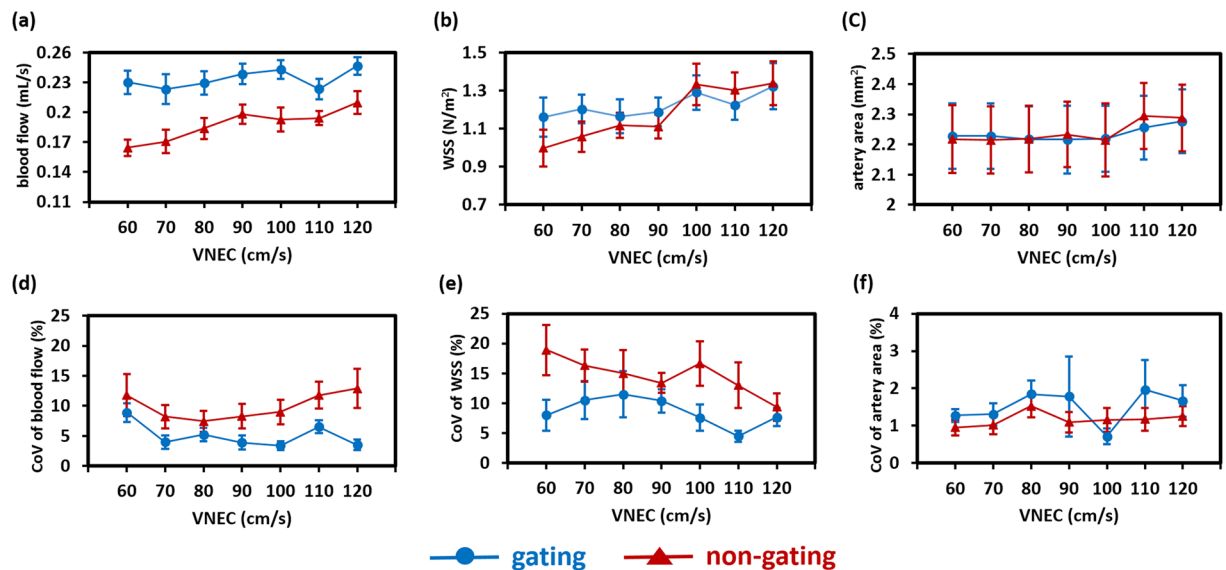 (a)
blood flow (mL/s)
0.26
0.23
0.2
0.17
0.14
0.11
60 70 80 90 100 110 120
VNEC (cm/s)
(b)
WSS (N/m²)
1.5
1.3
1.1
0.9
0.7
60 70 80 90 100 110 120
VNEC (cm/s)
(C)
artery area (mm²)
2.5
2.4
2.3
2.2
2.1
2
60 70 80 90 100 110 120
VNEC (cm/s)
(d)
CoV of blood flow (%)
25
20
15
10
5
0
60 70 80 90 100 110 120
VNEC (cm/s)
(e)
CoV of WSS (%)
25
20
15
10
5
0
60 70 80 90 100 110 120
VNEC (cm/s)
(f)
CoV of artery area (%)
4
3
2
1
0
60 70 80 90 100 110 120
VNEC (cm/s)
gating non-gating